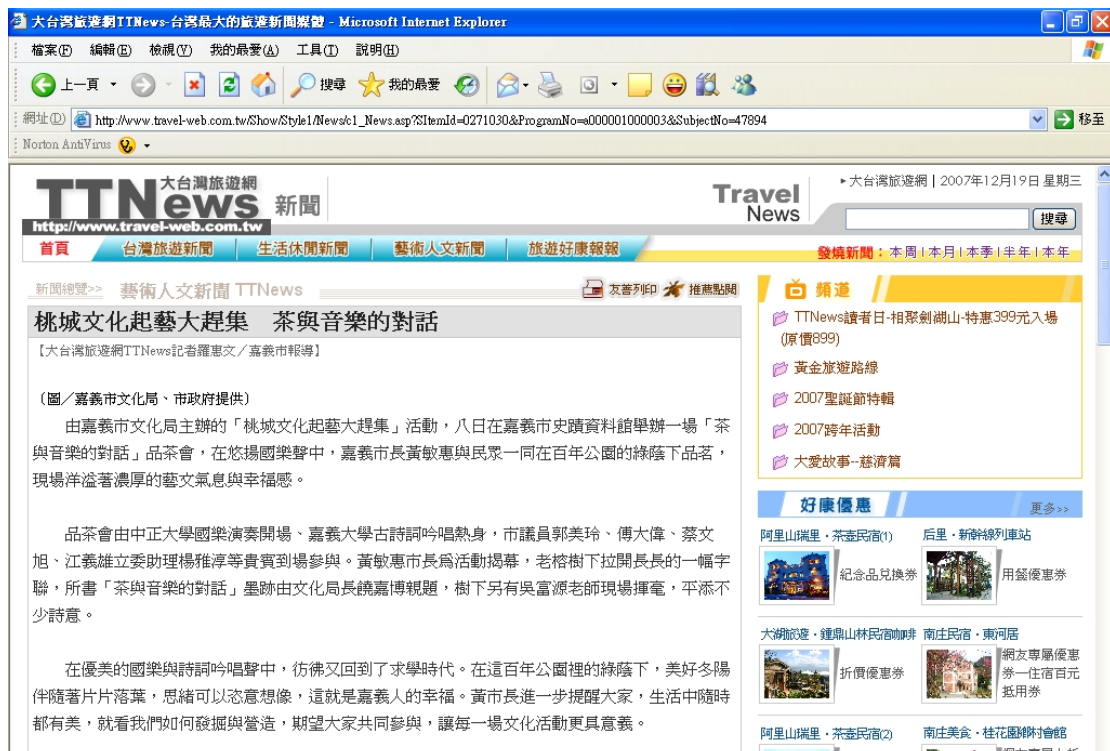 大台灣旅遊網TTNews-台灣最大的旅遊新聞媒體 - Microsoft Internet Explorer
檔案(F) 編輯(E) 檢視(V) 我的最愛(A) 工具(T) 說明(H)
上一頁 搜尋 我的最愛
網址(D) http://www.travel-web.com.tw/Show/Style1/News/c1_News.asp?SItemId=0271030&ProgramNo=a000001000003&SubjectNo=47894 移至
Norton AntiVirus
TTNews 大台灣旅遊網 新聞
http://www.travel-web.com.tw
Travel News
大台灣旅遊網 | 2007年12月19日 星期三
搜尋
首頁 台灣旅遊新聞 生活休閒新聞 藝術人文新聞 旅遊好康報報
發燒新聞：本周 | 本月 | 本季 | 半年 | 本年
新聞總覽>> 藝術人文新聞 TTNews 友善列印 推薦點閱
桃城文化起藝大趕集 茶與音樂的對話
【大台灣旅遊網TTNews記者羅惠文／嘉義市報導】
〔圖／嘉義市文化局、市政府提供〕
由嘉義市文化局主辦的「桃城文化起藝大趕集」活動，八日在嘉義市史蹟資料館舉辦一場「茶
與音樂的對話」品茶會，在悠揚國樂聲中，嘉義市長黃敏惠與民眾一同在百年公園的綠蔭下品茗，
現場洋溢著濃厚的藝文氣息與幸福感。
品茶會由中正大學國樂演奏開場、嘉義大學古詩詞吟唱熱身，市議員郭美玲、傅大偉、蔡文
旭、江義雄立委助理楊雅淳等貴賓到場參與。黃敏惠市長為活動揭幕，老榕樹下拉開長長的一幅字
聯，所書「茶與音樂的對話」墨跡由文化局長饒嘉博親題，樹下另有吳富源老師現場揮毫，平添不
少詩意。
在優美的國樂與詩詞吟唱聲中，彷彿又回到了求學時代。在這百年公園裡的綠蔭下，美好冬陽
伴隨著片片落葉，思緒可以恣意想像，這就是嘉義人的幸福。黃市長進一步提醒大家，生活中隨時
都有美，就看我們如何發掘與營造，期望大家共同參與，讓每一場文化活動更具意義。
頻道
TTNews讀者日-相聚劍湖山-特惠399元入場
(原價899)
黃金旅遊路線
2007聖誕節特輯
2007跨年活動
大愛故事--慈濟篇
好康優惠 更多>>
阿里山瑞里・茶壺民宿(1) 后里・新幹線列車站
紀念品兌換券 用餐優惠券
大湖旅遊・鍾鼎山林民宿咖啡 南庄民宿・東河居
折價優惠券 網友專屬優惠
券一住宿百元
抵用券
阿里山瑞里・茶壺民宿(2) 南庄美食・桂花園鄉村會館